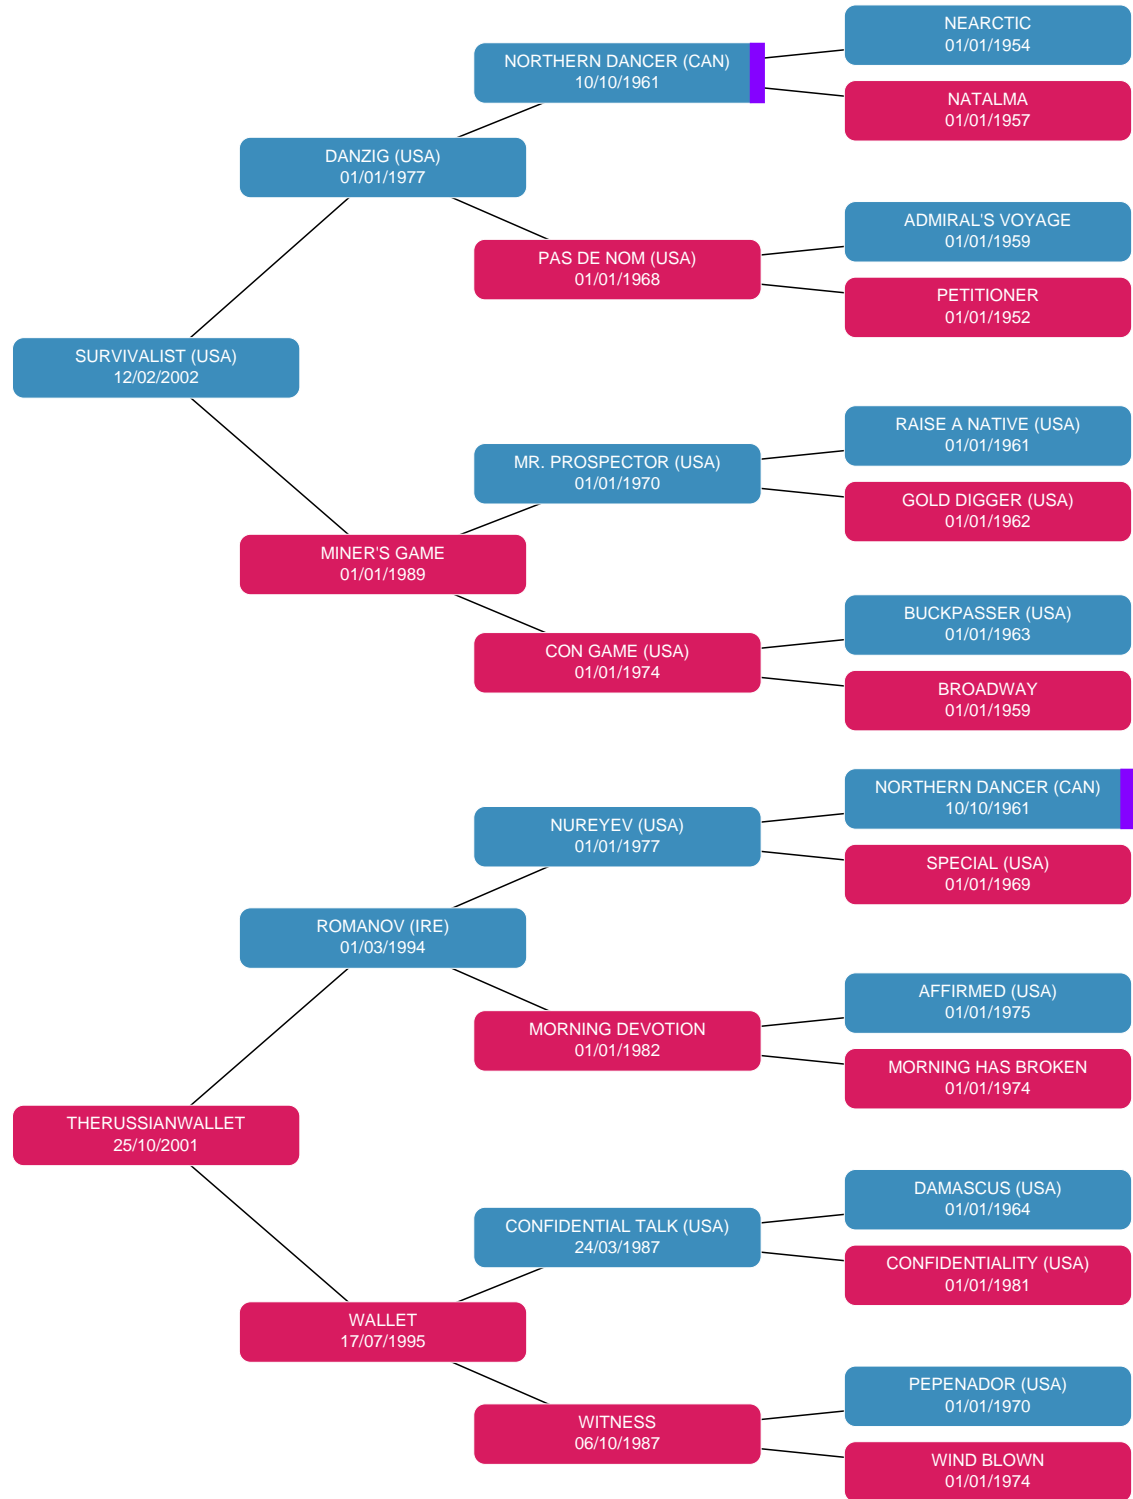 NEARCTIC
01/01/1954
NORTHERN DANCER (CAN)
10/10/1961
NATALMA
01/01/1957
DANZIG (USA)
01/01/1977
ADMIRAL'S VOYAGE
01/01/1959
PAS DE NOM (USA)
01/01/1968
PETITIONER
01/01/1952
SURVIVALIST (USA)
12/02/2002
RAISE A NATIVE (USA)
01/01/1961
MR. PROSPECTOR (USA)
01/01/1970
GOLD DIGGER (USA)
01/01/1962
MINER'S GAME
01/01/1989
BUCKPASSER (USA)
01/01/1963
CON GAME (USA)
01/01/1974
BROADWAY
01/01/1959
NORTHERN DANCER (CAN)
10/10/1961
NUREYEV (USA)
01/01/1977
SPECIAL (USA)
01/01/1969
ROMANOV (IRE)
01/03/1994
AFFIRMED (USA)
01/01/1975
MORNING DEVOTION
01/01/1982
MORNING HAS BROKEN
01/01/1974
THERUSSIANWALLET
25/10/2001
DAMASCUS (USA)
01/01/1964
CONFIDENTIAL TALK (USA)
24/03/1987
CONFIDENTIALITY (USA)
01/01/1981
WALLET
17/07/1995
PEPENADOR (USA)
01/01/1970
WITNESS
06/10/1987
WIND BLOWN
01/01/1974